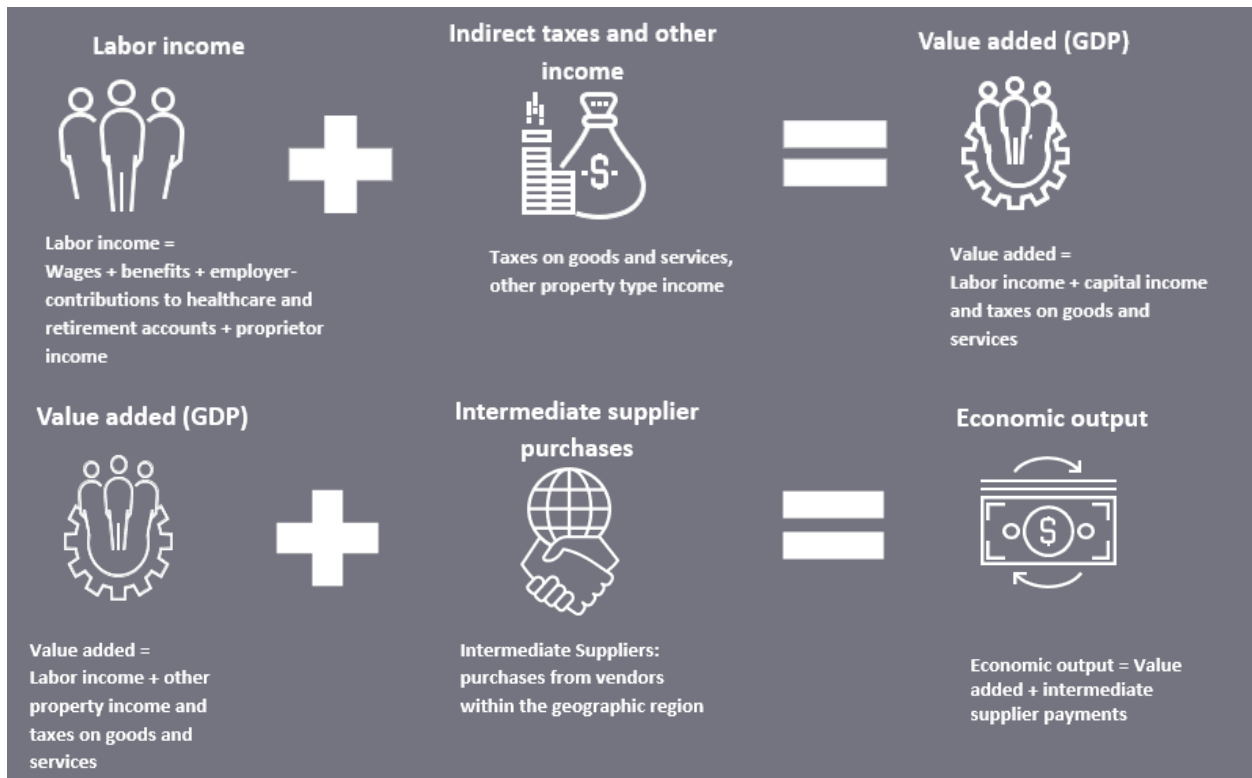 Labor income
Indirect taxes and other
income
Value added (GDP)
$
Labor income =
Wages + benefits + employer-
contributions to healthcare and
retirement accounts + proprietor
income
Taxes on goods and services,
other property type income
Value added =
Labor income + capital income
and taxes on goods and
services
Value added (GDP)
Intermediate supplier
purchases
Economic output
$
Value added =
Labor income + other
property income and
taxes on goods and
services
Intermediate Suppliers:
purchases from vendors
within the geographic region
Economic output = Value
added + intermediate
supplier payments